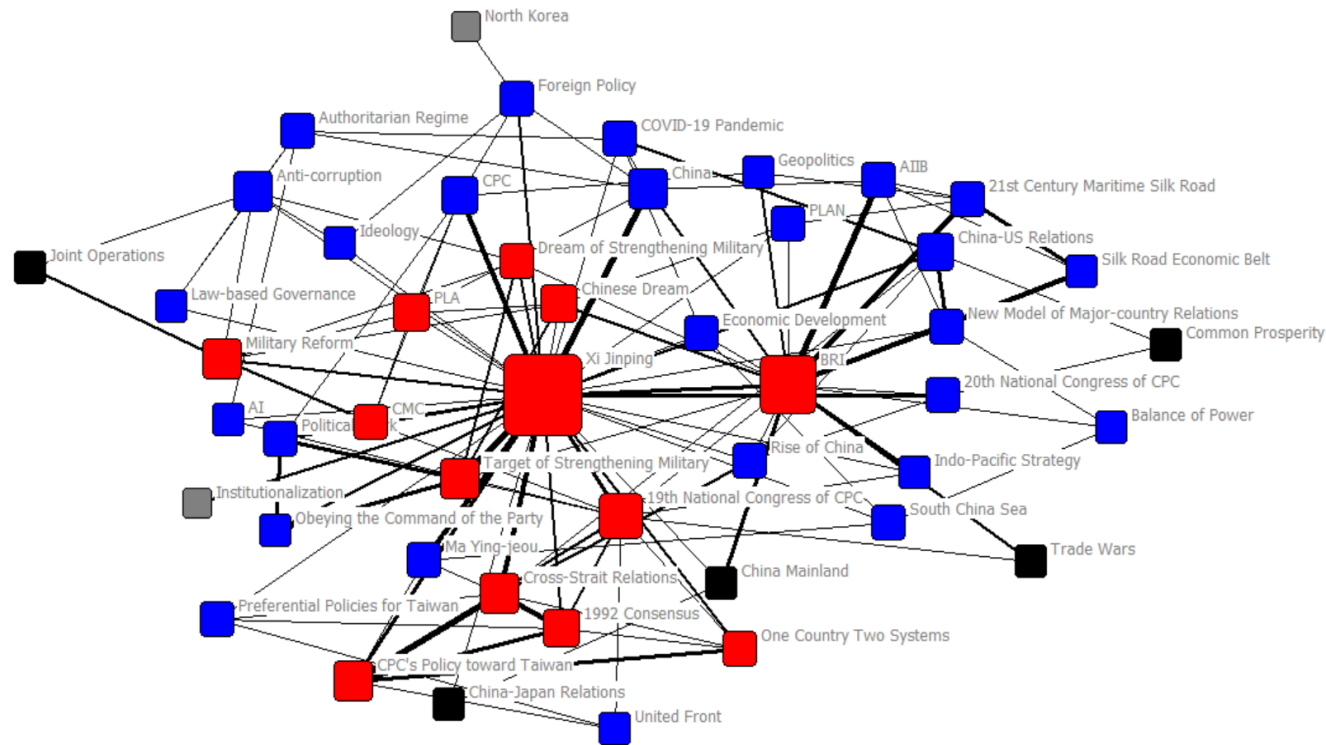 North Korea
Foreign Policy
Authoritarian Regime
COVID-19 Pandemic
Geopolitics
AIIB
Anti-corruption
CPC
China
21st Century Maritime Silk Road
PLAN
Ideology
Dream of Strengthening Military
China-US Relations
Joint Operations
Silk Road Economic Belt
Law-based Governance
PLA
Chinese Dream
Economic Development
New Model of Major-country Relations
Common Prosperity
Military Reform
Xi Jinping
BRI
20th National Congress of CPC
AI
CMC
Balance of Power
Political
k
Rise of China
Target of Strengthening Military
Indo-Pacific Strategy
Institutionalization
19th National Congress of CPC
South China Sea
Obeying the Command of the Party
Ma Ying-jeou
Trade Wars
Cross-Strait Relations
China Mainland
Preferential Policies for Taiwan
1992 Consensus
One Country Two Systems
CPC's Policy toward Taiwan
China-Japan Relations
United Front